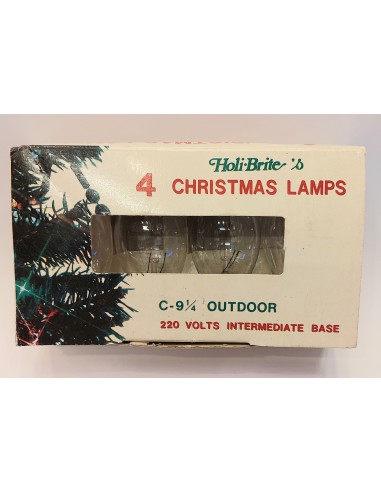 Holi-Brite's
4 CHRISTMAS LAMPS
C-9¼ OUTDOOR
220 VOLTS INTERMEDIATE BASE